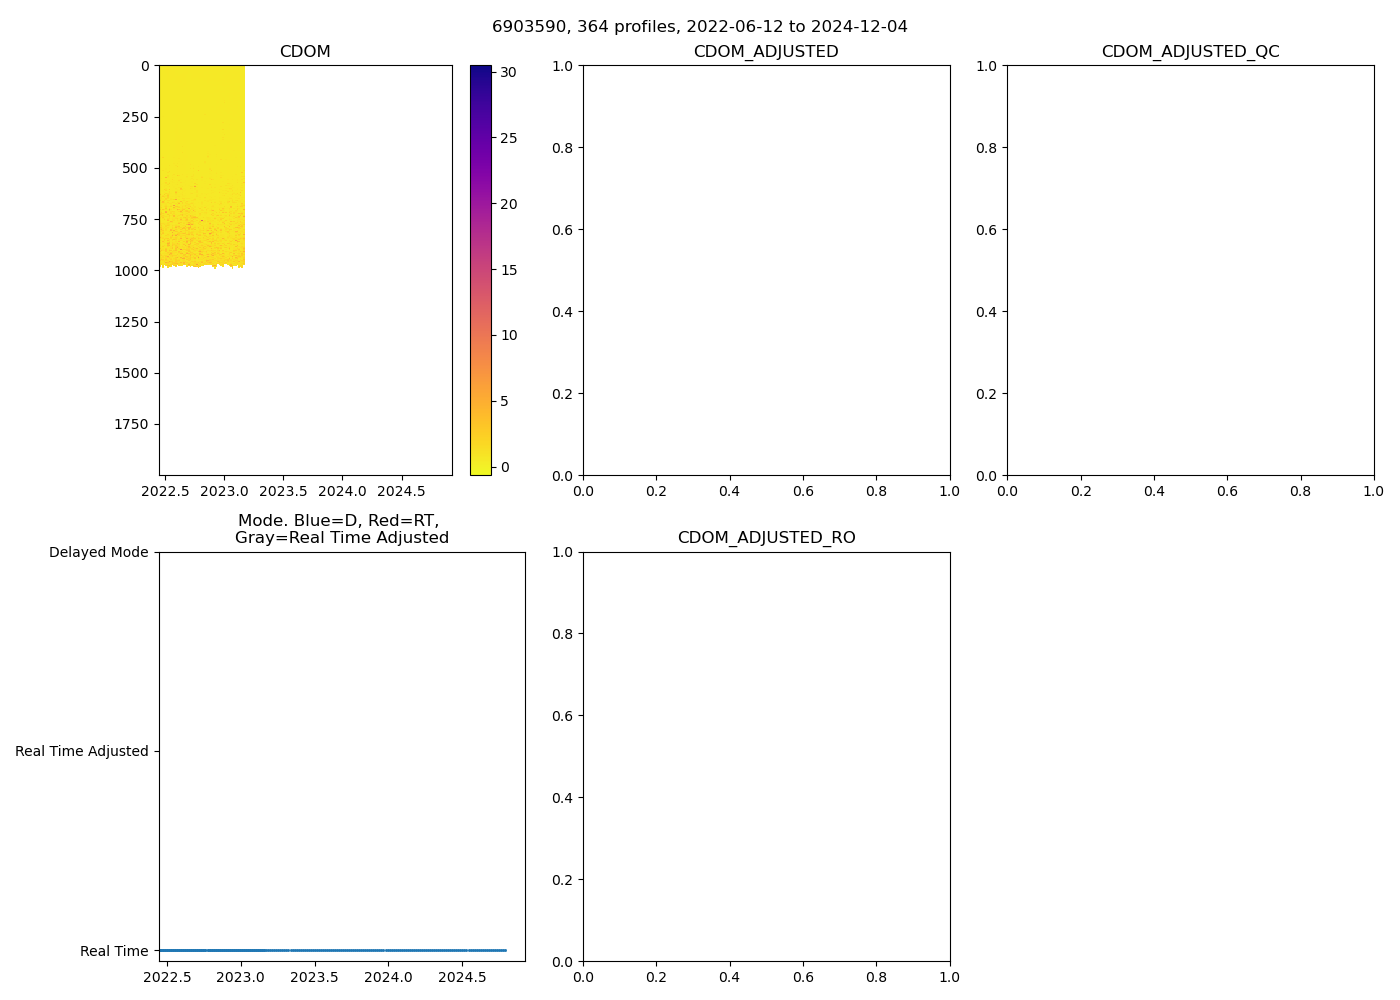 6903590, 364 profiles, 2022-06-12 to 2024-12-04
CDOM
0
250
500
750
1000
1250
1500
1750
2022.5 2023.0 2023.5 2024.0 2024.5
30
25
20
15
10
5
0
CDOM_ADJUSTED
1.0
0.8
0.6
0.4
0.2
0.0
0.0 0.2 0.4 0.6 0.8 1.0
CDOM_ADJUSTED_QC
1.0
0.8
0.6
0.4
0.2
0.0
0.0 0.2 0.4 0.6 0.8 1.0
Mode. Blue=D, Red=RT,
Gray=Real Time Adjusted
Delayed Mode
Real Time Adjusted
Real Time
2022.5 2023.0 2023.5 2024.0 2024.5
CDOM_ADJUSTED_RO
1.0
0.8
0.6
0.4
0.2
0.0
0.0 0.2 0.4 0.6 0.8 1.0